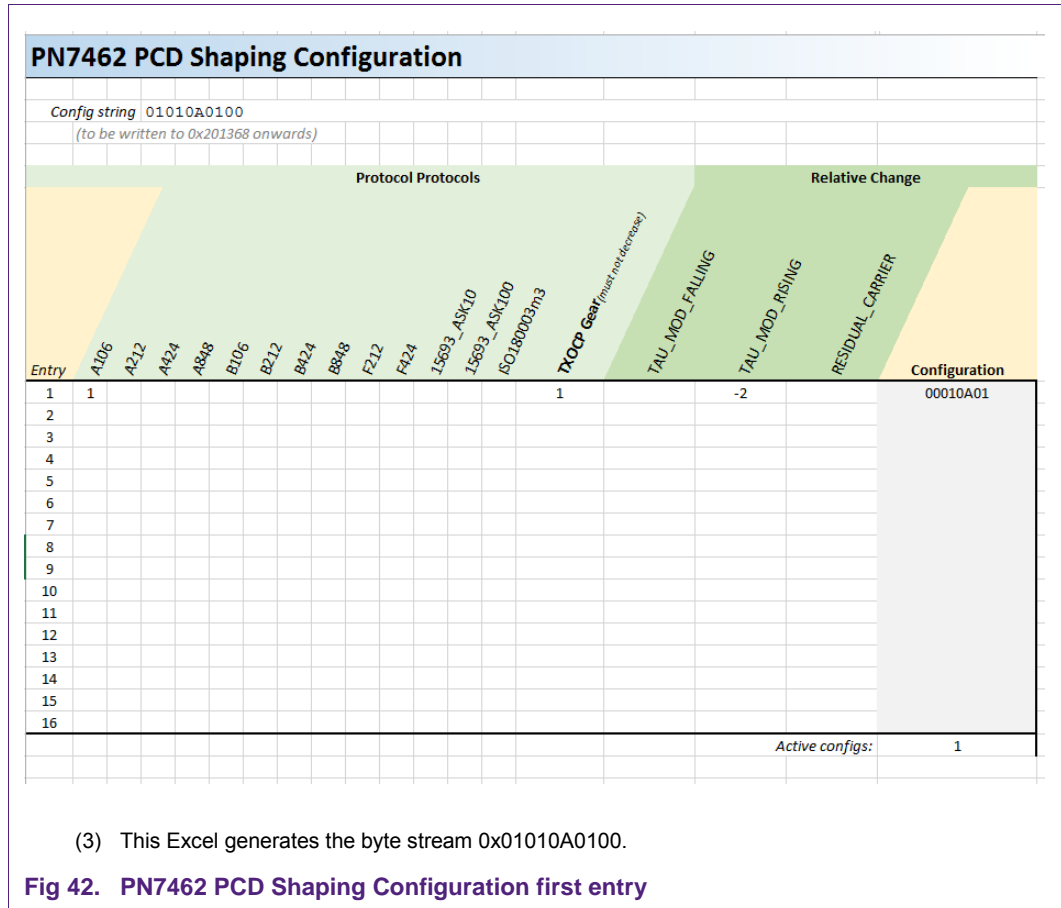 PN7462 PCD Shaping Configuration
Config string 01010A0100
(to be written to 0x201368 onwards)
Protocol Protocols Relative Change
Entry A106 A212 A424 A848 B106 B212 B424 B848 F212 F424 15693_ASK10 15693_ASK100 ISO180003m3 TXOCP Gear (must not decrease) TAU_MOD_FALLING TAU_MOD_RISING RESIDUAL_CARRIER Configuration
1 1 1 -2 00010A01
2
3
4
5
6
7
8
9
10
11
12
13
14
15
16
Active configs: 1
(3) This Excel generates the byte stream 0x01010A0100.
Fig 42. PN7462 PCD Shaping Configuration first entry